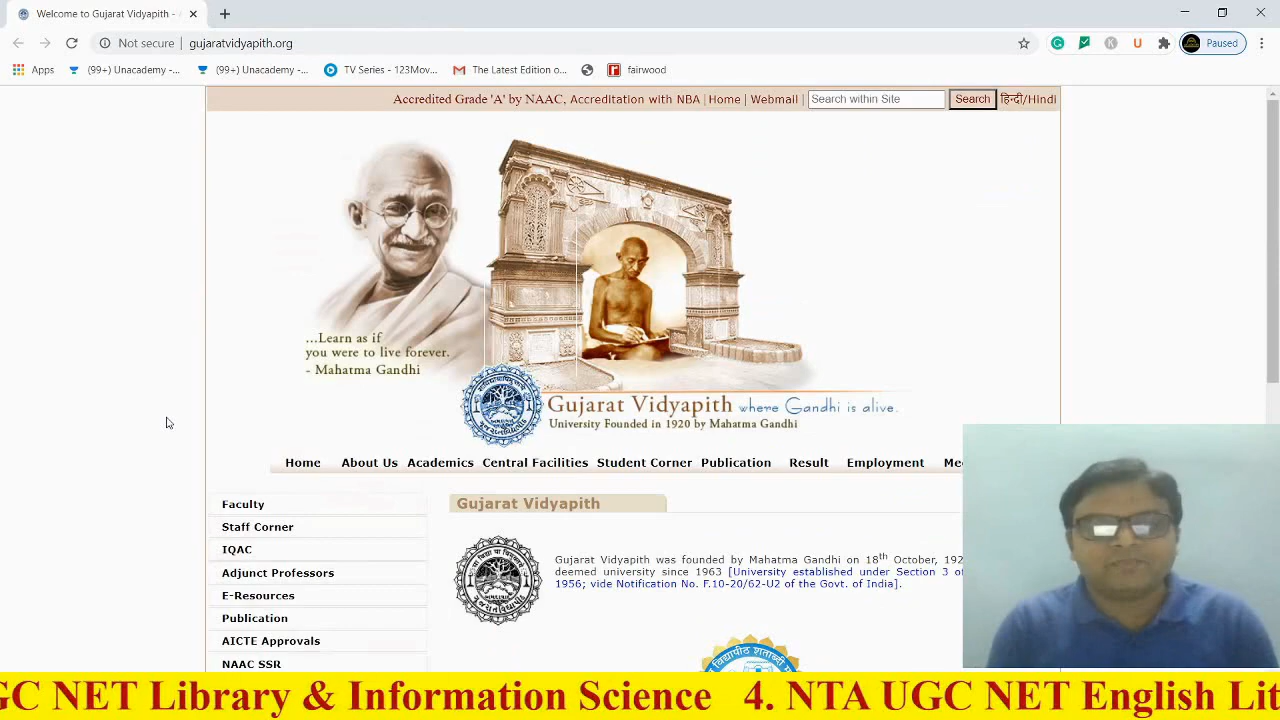 Welcome to Gujarat Vidyapith -
Not secure | gujaratvidyapith.org
Paused
Apps
(99+) Unacademy -...
(99+) Unacademy -...
TV Series - 123Mov...
The Latest Edition o...
fairwood
Accredited Grade 'A' by NAAC, Accreditation with NBA | Home | Webmail |
Search within Site
Search
हिन्दी/Hindi
...Learn as if
you were to live forever.
- Mahatma Gandhi
Gujarat Vidyapith where Gandhi is alive.
University Founded in 1920 by Mahatma Gandhi
Home About Us Academics Central Facilities Student Corner Publication Result Employment Me
Faculty
Staff Corner
IQAC
Adjunct Professors
E-Resources
Publication
AICTE Approvals
NAAC SSR
Gujarat Vidyapith
Gujarat Vidyapith was founded by Mahatma Gandhi on 18th October, 192
deemed university since 1963 [University established under Section 3 o
1956; vide Notification No. F.10-20/62-U2 of the Govt. of India].
GC NET Library & Information Science 4. NTA UGC NET English Lit